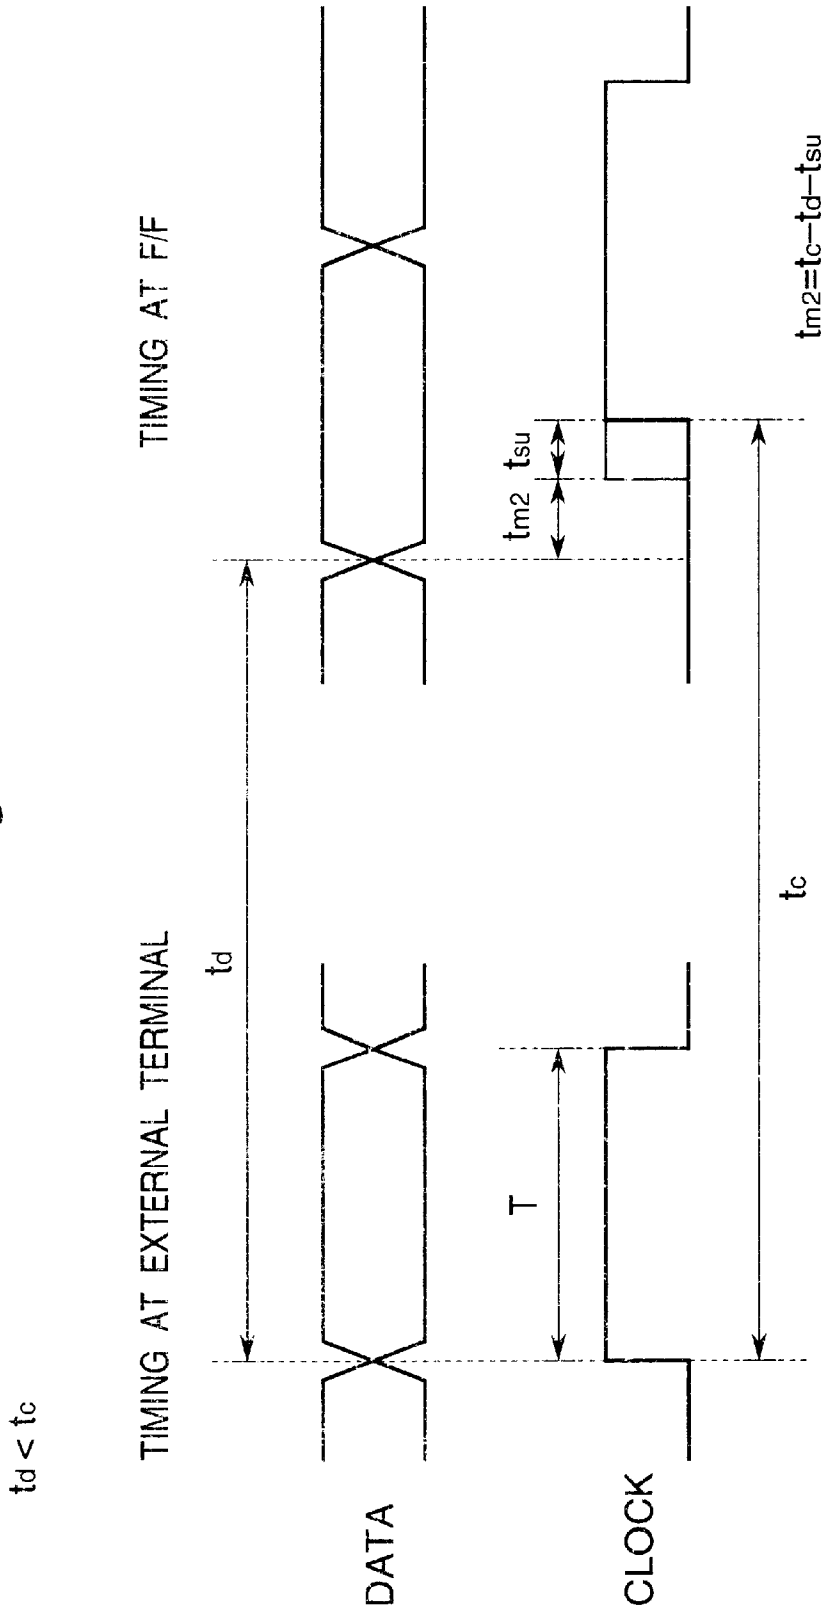 td < tc
TIMING AT EXTERNAL TERMINAL
TIMING AT F/F
td
DATA
T
tm2
tsu
CLOCK
tc
tm2=tc−td−tsu